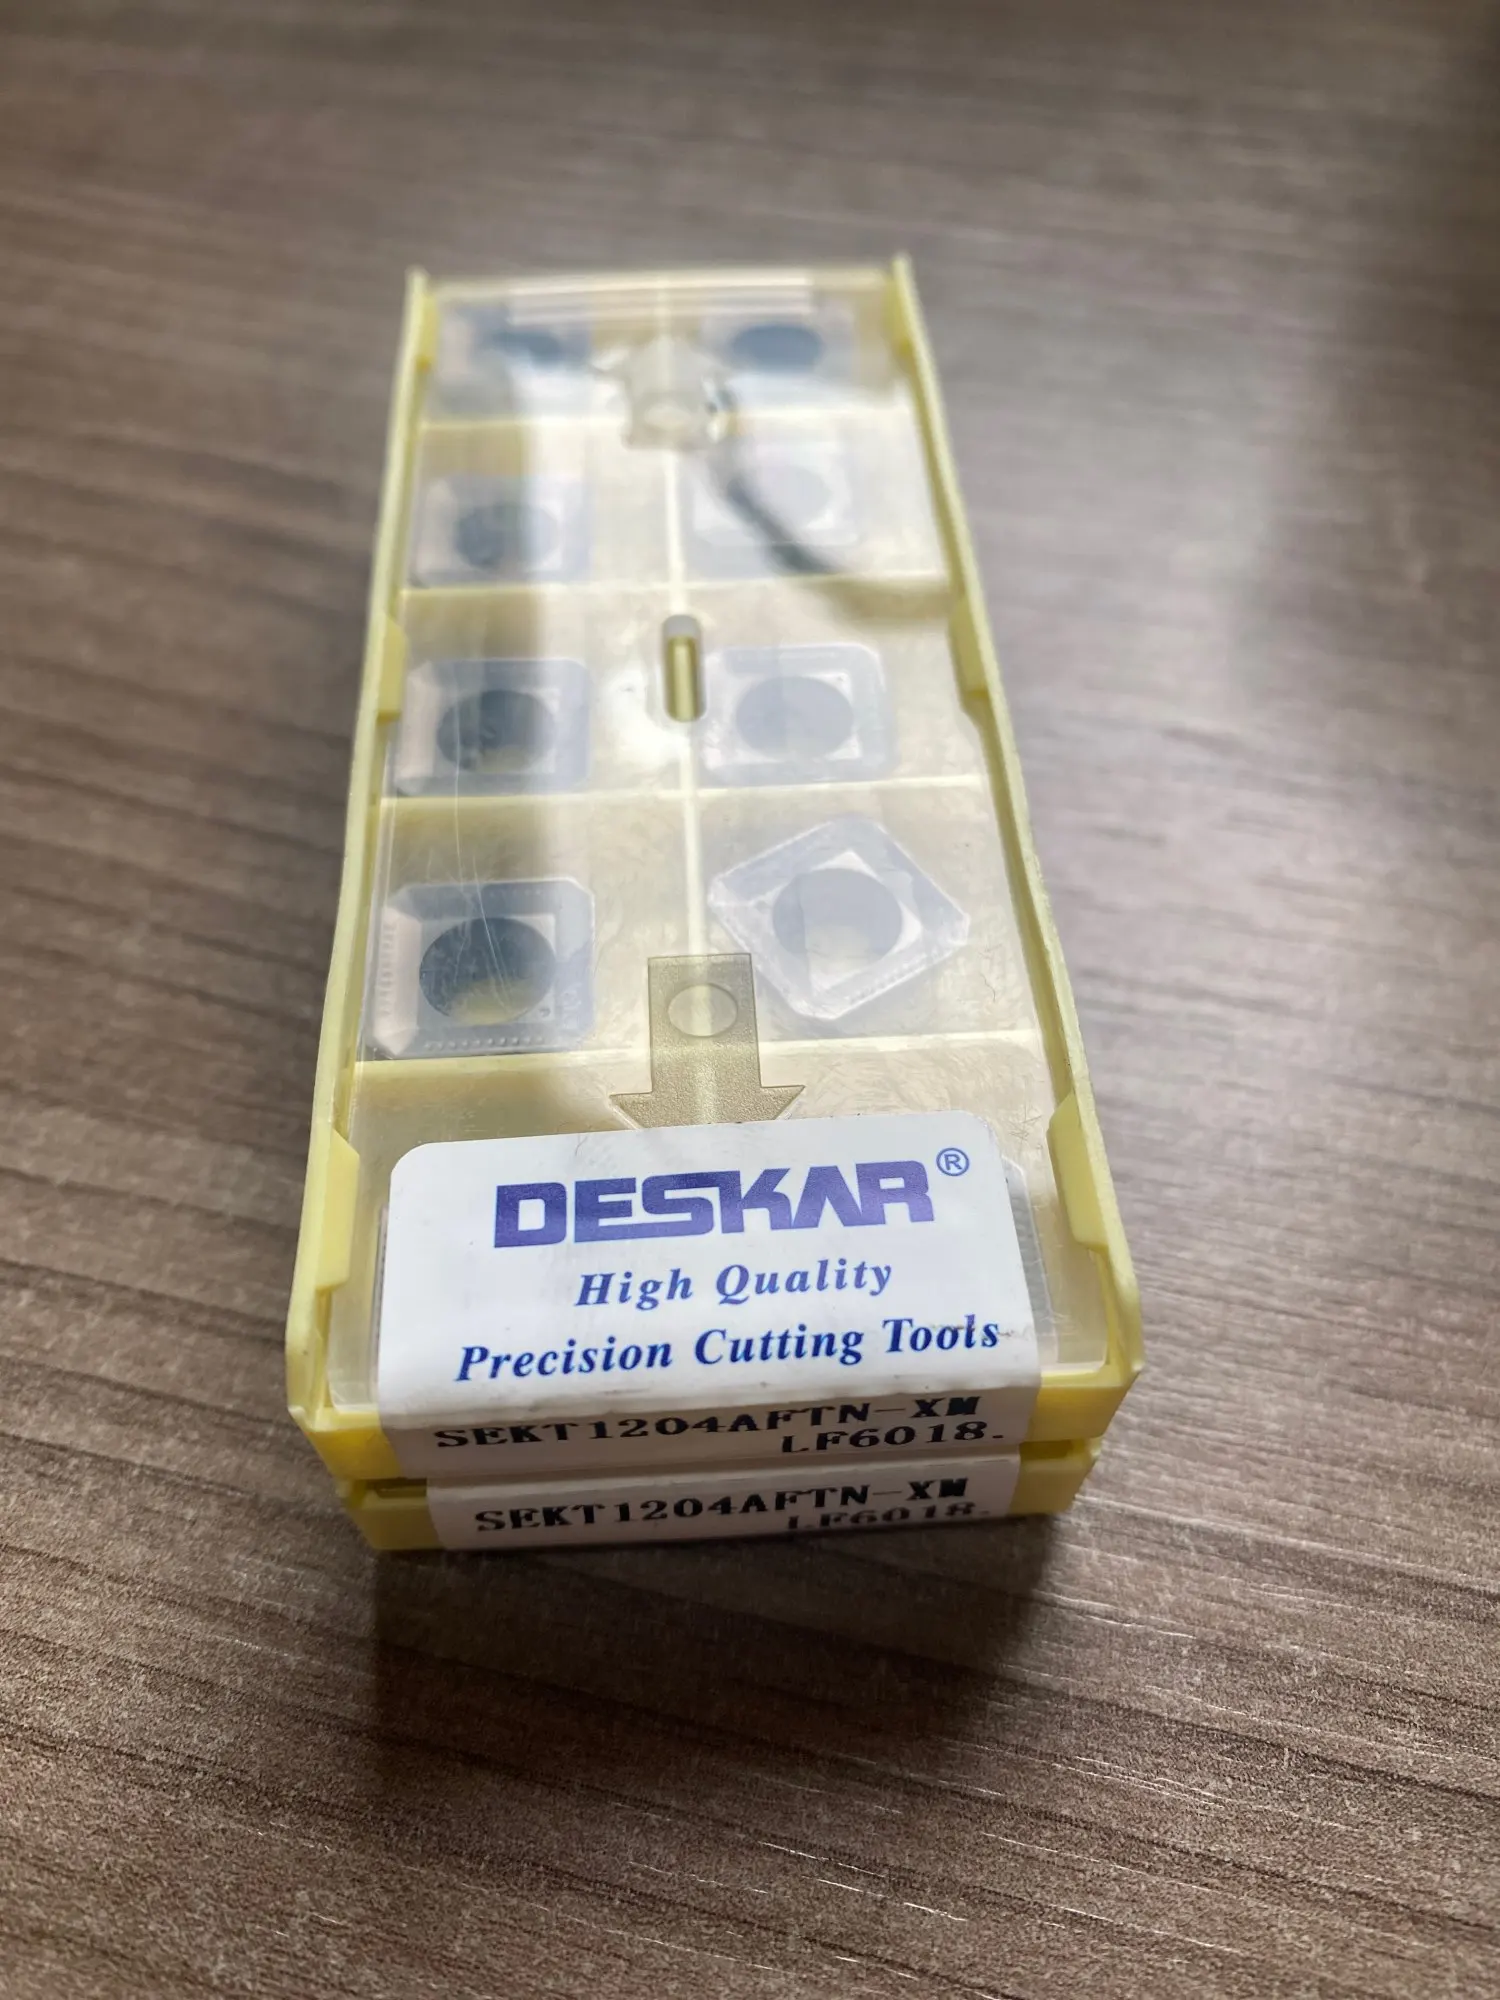 DESKAR®
High Quality
Precision Cutting Tools
SEKT1204AFTN-XM
LF6018.
SEKT1204AFTN-XM
LF6018.